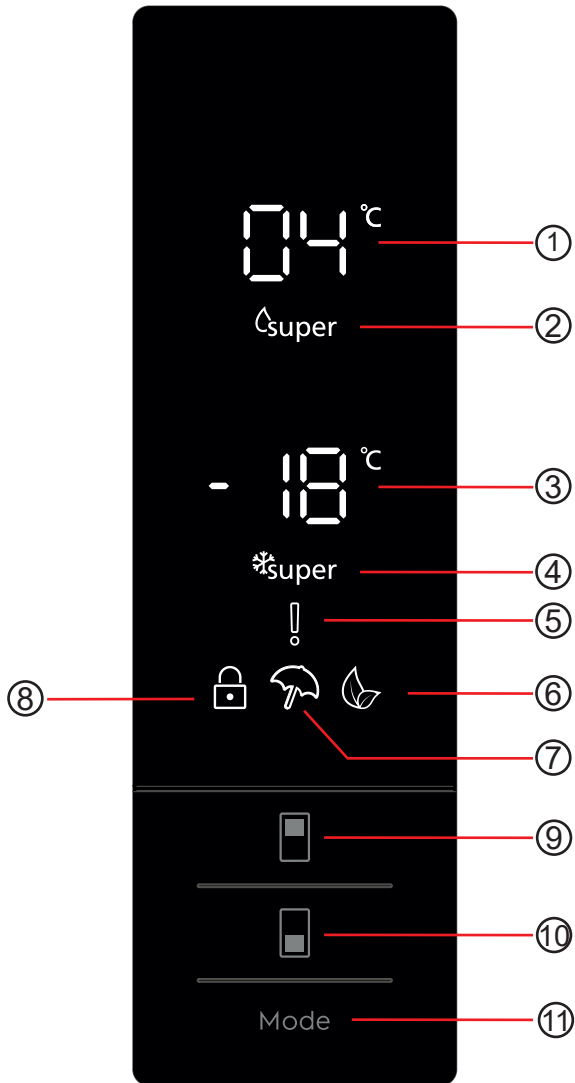 04 °C ①
super ②
-18 °C ③
super ④
! ⑤
⑧ ⑥
⑦
⑨
⑩
Mode ⑪